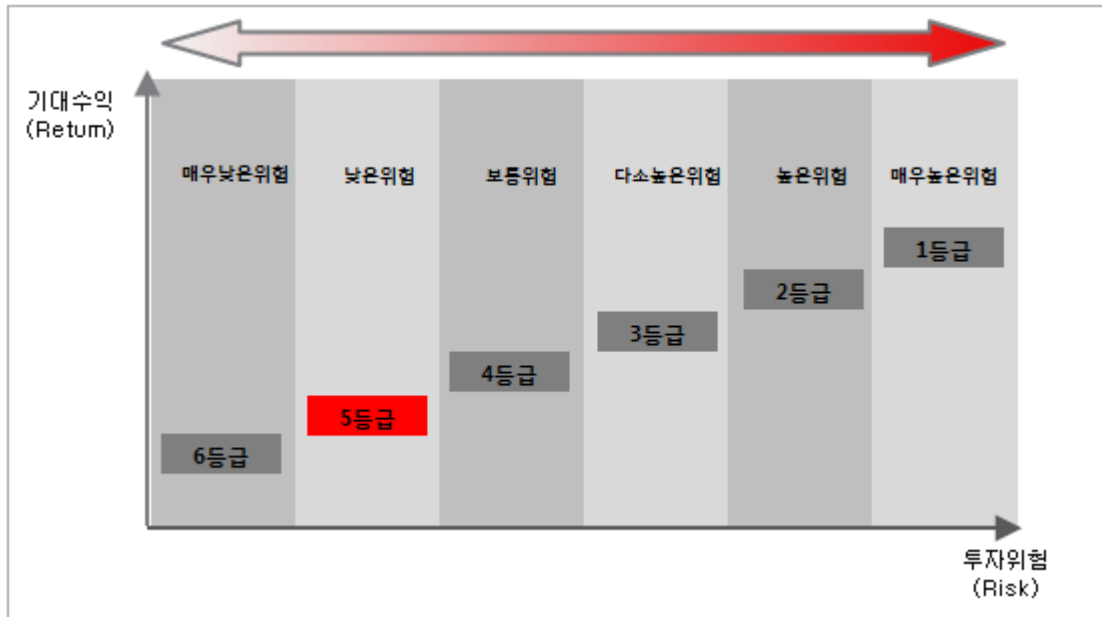 기대수익
(Retum)
매우낮은위험
낮은위험
보통위험
다소높은위험
높은위험
매우높은위험
1등급
2등급
3등급
4등급
5등급
6등급
투자위험
(Risk)